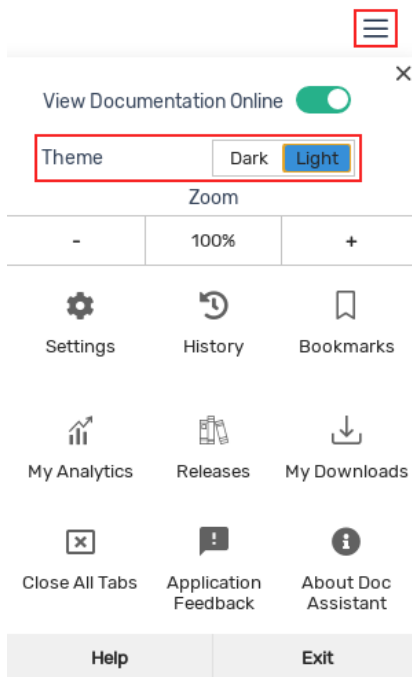 View Documentation Online
Theme Dark Light
Zoom
- 100% +
Settings History Bookmarks
My Analytics Releases My Downloads
Close All Tabs Application Feedback About Doc Assistant
Help Exit